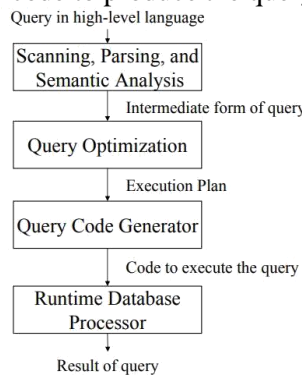 Query in high-level language
Scanning, Parsing, and
Semantic Analysis
Intermediate form of query
Query Optimization
Execution Plan
Query Code Generator
Code to execute the query
Runtime Database
Processor
Result of query